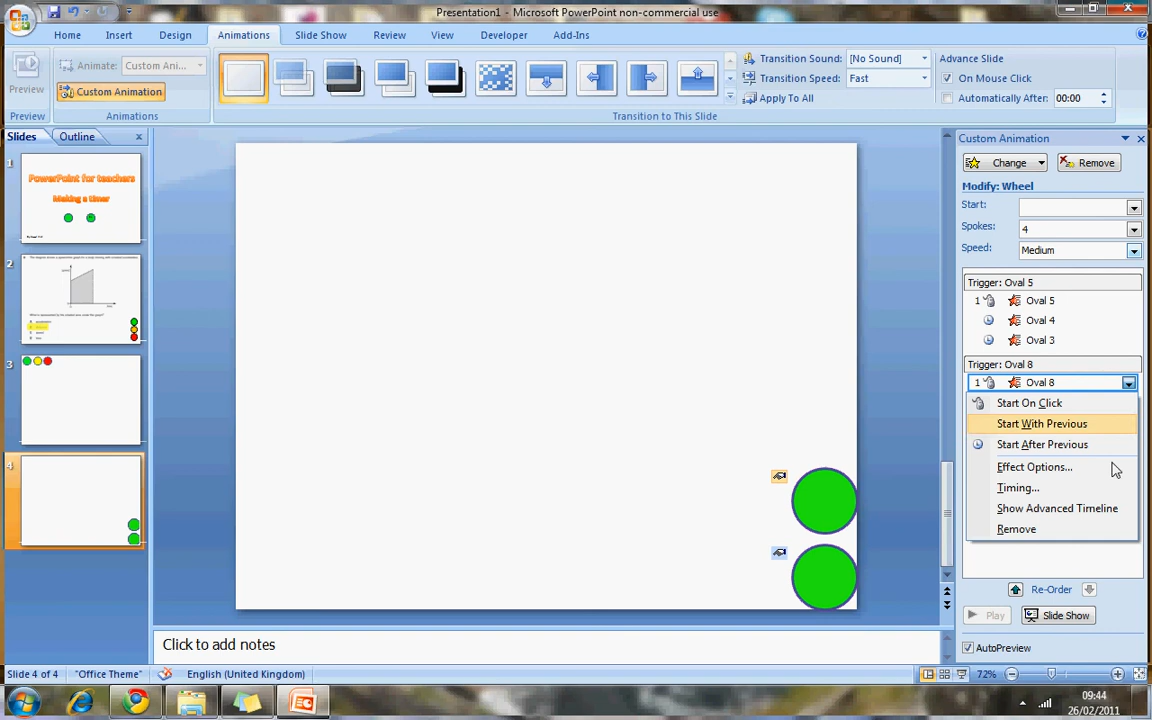 Presentation1 - Microsoft PowerPoint non-commercial use
Home Insert Design Slide Show Review View Developer Add-Ins
Animations
Preview
Animate: Custom Ani...
Custom Animation
Transition Sound: [No Sound]
Transition Speed: Fast
Apply To All
Advance Slide
On Mouse Click
Automatically After: 00:00
Preview Animations Transition to This Slide
Slides Outline
1
PowerPoint for teachers
Making a timer
2
3
4
Click to add notes
Custom Animation
Change Remove
Modify: Wheel
Start:
Spokes: 4
Speed: Medium
Trigger: Oval 5
1 Oval 5
Oval 4
Oval 3
Trigger: Oval 8
1 Oval 8
Start On Click
Start With Previous
Start After Previous
Effect Options...
Timing...
Show Advanced Timeline
Remove
Re-Order
Play Slide Show
AutoPreview
Slide 4 of 4 "Office Theme" English (United Kingdom) 72%
09:44
26/02/2011